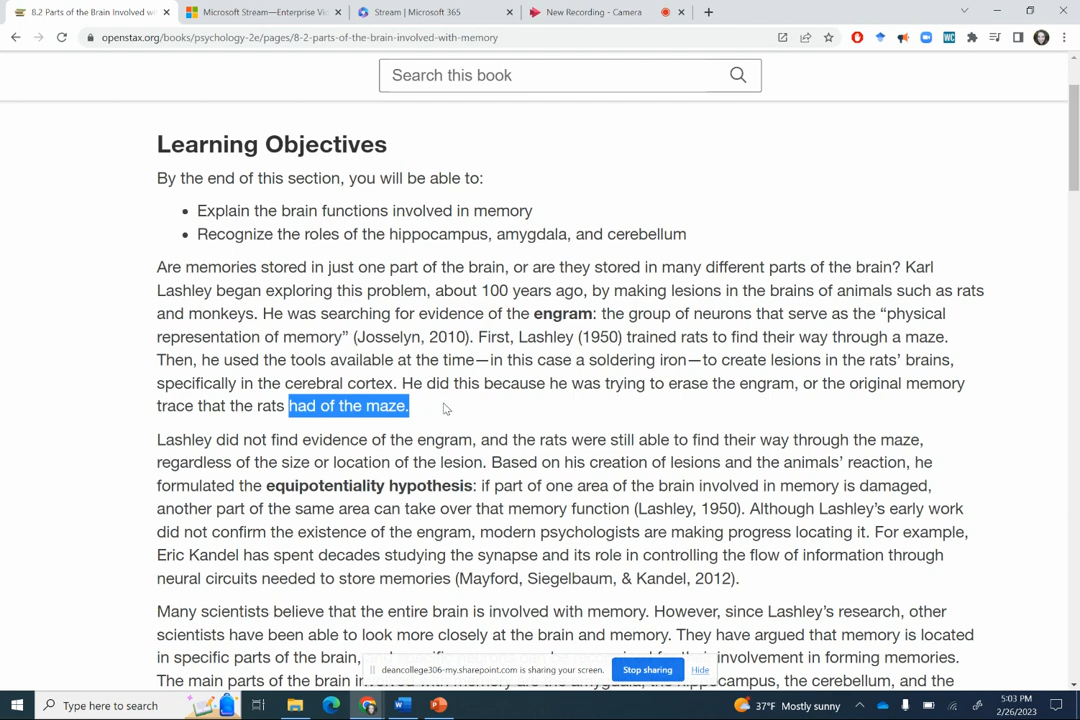 8.2 Parts of the Brain Involved wi
Microsoft Stream—Enterprise Vi
Stream | Microsoft 365
New Recording - Camera
openstax.org/books/psychology-2e/pages/8-2-parts-of-the-brain-involved-with-memory
WC
Search this book
Learning Objectives
By the end of this section, you will be able to:
• Explain the brain functions involved in memory
• Recognize the roles of the hippocampus, amygdala, and cerebellum
Are memories stored in just one part of the brain, or are they stored in many different parts of the brain? Karl
Lashley began exploring this problem, about 100 years ago, by making lesions in the brains of animals such as rats
and monkeys. He was searching for evidence of the engram: the group of neurons that serve as the “physical
representation of memory” (Josselyn, 2010). First, Lashley (1950) trained rats to find their way through a maze.
Then, he used the tools available at the time—in this case a soldering iron—to create lesions in the rats’ brains,
specifically in the cerebral cortex. He did this because he was trying to erase the engram, or the original memory
trace that the rats had of the maze.
Lashley did not find evidence of the engram, and the rats were still able to find their way through the maze,
regardless of the size or location of the lesion. Based on his creation of lesions and the animals’ reaction, he
formulated the equipotentiality hypothesis: if part of one area of the brain involved in memory is damaged,
another part of the same area can take over that memory function (Lashley, 1950). Although Lashley’s early work
did not confirm the existence of the engram, modern psychologists are making progress locating it. For example,
Eric Kandel has spent decades studying the synapse and its role in controlling the flow of information through
neural circuits needed to store memories (Mayford, Siegelbaum, & Kandel, 2012).
Many scientists believe that the entire brain is involved with memory. However, since Lashley’s research, other
scientists have been able to look more closely at the brain and memory. They have argued that memory is located
in specific parts of the brain, involvement in forming memories.
The main parts of the brain campus, the cerebellum, and the
deancollege306-my.sharepoint.com is sharing your screen. Stop sharing Hide
Type here to search
37°F Mostly sunny
5:03 PM
2/26/2023